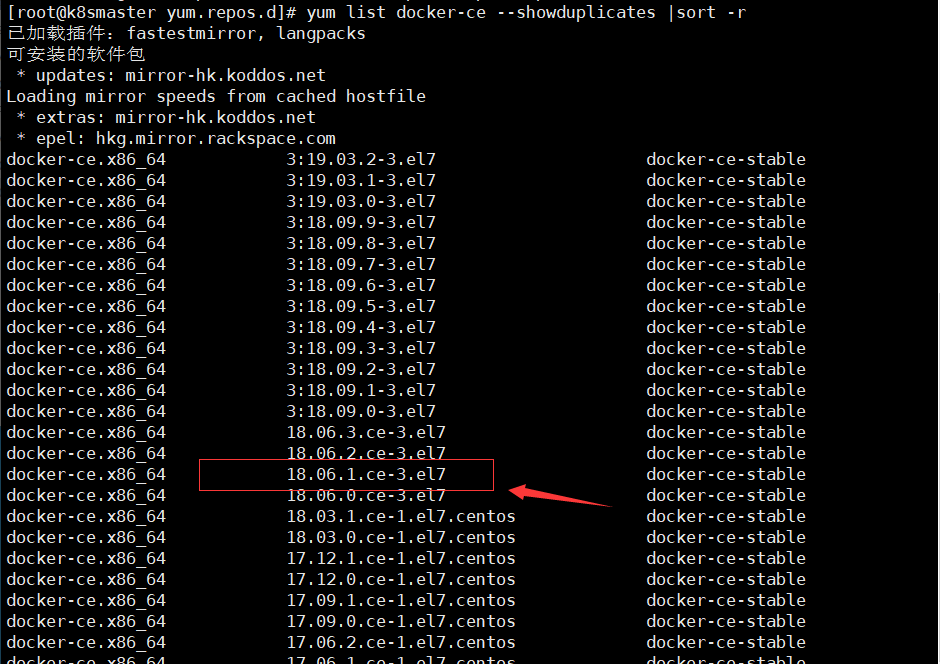 [root@k8smaster yum.repos.d]# yum list docker-ce --showduplicates |sort -r
已加载插件：fastestmirror, langpacks
可安装的软件包
 * updates: mirror-hk.koddos.net
Loading mirror speeds from cached hostfile
 * extras: mirror-hk.koddos.net
 * epel: hkg.mirror.rackspace.com
docker-ce.x86_64            3:19.03.2-3.el7                     docker-ce-stable
docker-ce.x86_64            3:19.03.1-3.el7                     docker-ce-stable
docker-ce.x86_64            3:19.03.0-3.el7                     docker-ce-stable
docker-ce.x86_64            3:18.09.9-3.el7                     docker-ce-stable
docker-ce.x86_64            3:18.09.8-3.el7                     docker-ce-stable
docker-ce.x86_64            3:18.09.7-3.el7                     docker-ce-stable
docker-ce.x86_64            3:18.09.6-3.el7                     docker-ce-stable
docker-ce.x86_64            3:18.09.5-3.el7                     docker-ce-stable
docker-ce.x86_64            3:18.09.4-3.el7                     docker-ce-stable
docker-ce.x86_64            3:18.09.3-3.el7                     docker-ce-stable
docker-ce.x86_64            3:18.09.2-3.el7                     docker-ce-stable
docker-ce.x86_64            3:18.09.1-3.el7                     docker-ce-stable
docker-ce.x86_64            3:18.09.0-3.el7                     docker-ce-stable
docker-ce.x86_64            18.06.3.ce-3.el7                    docker-ce-stable
docker-ce.x86_64            18.06.2.ce-3.el7                    docker-ce-stable
docker-ce.x86_64            18.06.1.ce-3.el7                    docker-ce-stable
docker-ce.x86_64            18.06.0.ce-3.el7                    docker-ce-stable
docker-ce.x86_64            18.03.1.ce-1.el7.centos             docker-ce-stable
docker-ce.x86_64            18.03.0.ce-1.el7.centos             docker-ce-stable
docker-ce.x86_64            17.12.1.ce-1.el7.centos             docker-ce-stable
docker-ce.x86_64            17.12.0.ce-1.el7.centos             docker-ce-stable
docker-ce.x86_64            17.09.1.ce-1.el7.centos             docker-ce-stable
docker-ce.x86_64            17.09.0.ce-1.el7.centos             docker-ce-stable
docker-ce.x86_64            17.06.2.ce-1.el7.centos             docker-ce-stable
docker-ce.x86_64            17.06.1.ce-1.el7.centos             docker-ce-stable